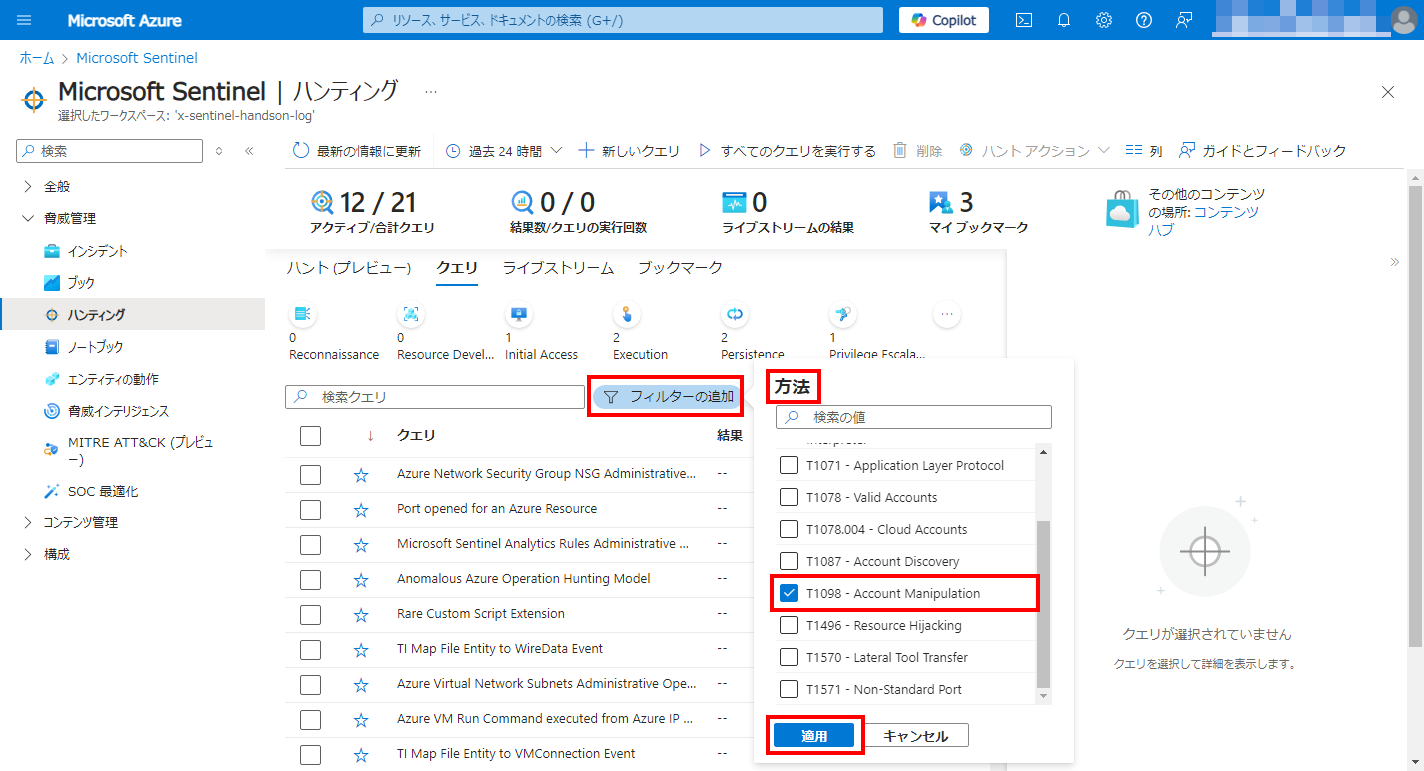 Microsoft Azure
リソース、サービス、ドキュメントの検索 (G+/)
Copilot
ホーム > Microsoft Sentinel
Microsoft Sentinel | ハンティング ...
選択したワークスペース: 'x-sentinel-handson-log'
検索
最新の情報に更新
過去 24 時間
新しいクエリ
すべてのクエリを実行する
削除
ハント アクション
列
ガイドとフィードバック
全般
脅威管理
インシデント
ブック
ハンティング
ノートブック
エンティティの動作
脅威インテリジェンス
MITRE ATT&CK (プレビュ
ー)
SOC 最適化
コンテンツ管理
構成
12 / 21
アクティブ/合計クエリ
0 / 0
結果数/クエリの実行回数
0
ライブストリームの結果
3
マイ ブックマーク
その他のコンテンツ
の場所: コンテンツ
ハブ
ハント (プレビュー)
クエリ
ライブストリーム
ブックマーク
0
Reconnaissance
0
Resource Devel...
1
Initial Access
2
Execution
2
Persistence
1
Privilege Escala...
検索クエリ
フィルターの追加
クエリ
結果
Azure Network Security Group NSG Administrative... --
Port opened for an Azure Resource --
Microsoft Sentinel Analytics Rules Administrative ... --
Anomalous Azure Operation Hunting Model --
Rare Custom Script Extension --
TI Map File Entity to WireData Event --
Azure Virtual Network Subnets Administrative Ope... --
Azure VM Run Command executed from Azure IP ... --
TI Map File Entity to VMConnection Event --
方法
検索の値
Interpreter
T1071 - Application Layer Protocol
T1078 - Valid Accounts
T1078.004 - Cloud Accounts
T1087 - Account Discovery
T1098 - Account Manipulation
T1496 - Resource Hijacking
T1570 - Lateral Tool Transfer
T1571 - Non-Standard Port
適用
キャンセル
クエリが選択されていません
クエリを選択して詳細を表示します。